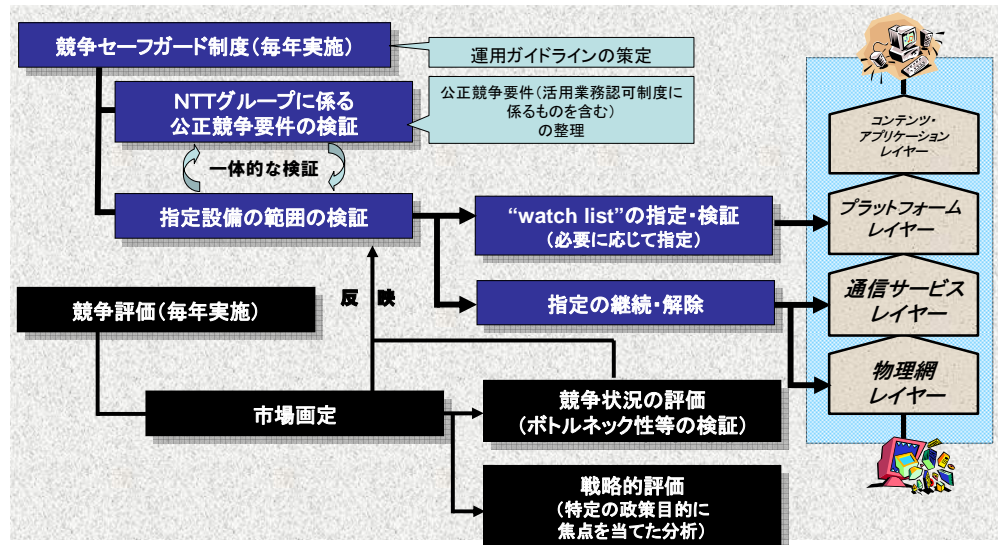 競争セーフガード制度(毎年実施)
運用ガイドラインの策定
NTTグループに係る
公正競争要件の検証
公正競争要件(活用業務認可制度に
係るものを含む)
の整理
一体的な検証
指定設備の範囲の検証
“watch list”の指定・検証
(必要に応じて指定)
反 映
指定の継続・解除
競争評価(毎年実施)
市場画定
競争状況の評価
(ボトルネック性等の検証)
戦略的評価
(特定の政策目的に
焦点を当てた分析)
コンテンツ・
アプリケーション
レイヤー
プラットフォーム
レイヤー
通信サービス
レイヤー
物理網
レイヤー